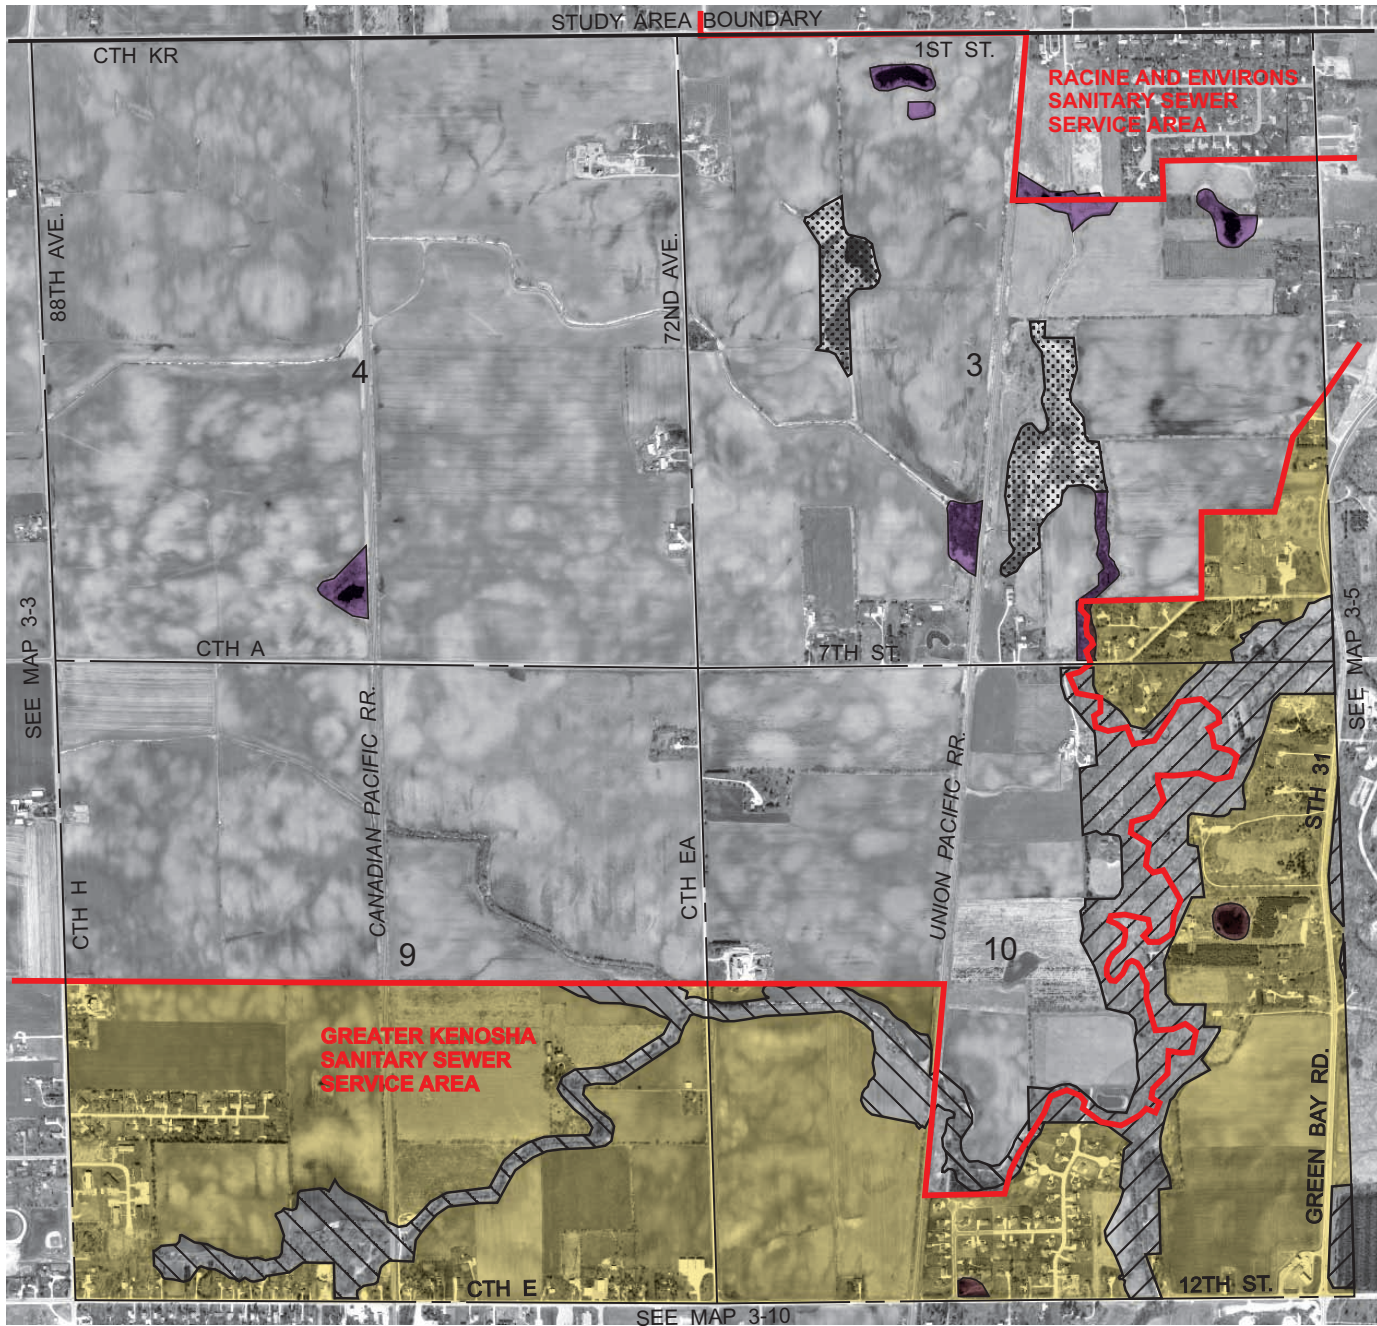 STUDY AREA BOUNDARY
CTH KR
1ST ST.
RACINE AND ENVIRONS
SANITARY SEWER
SERVICE AREA
88TH AVE.
72ND AVE.
4
3
SEE MAP 3-3
SEE MAP 3-5
CTH A
7TH ST.
CANADIAN PACIFIC RR.
UNION PACIFIC RR.
STH 31
CTH H
CTH EA
9
10
GREATER KENOSHA
SANITARY SEWER
SERVICE AREA
GREEN BAY RD.
CTH E
12TH ST.
SEE MAP 3-10